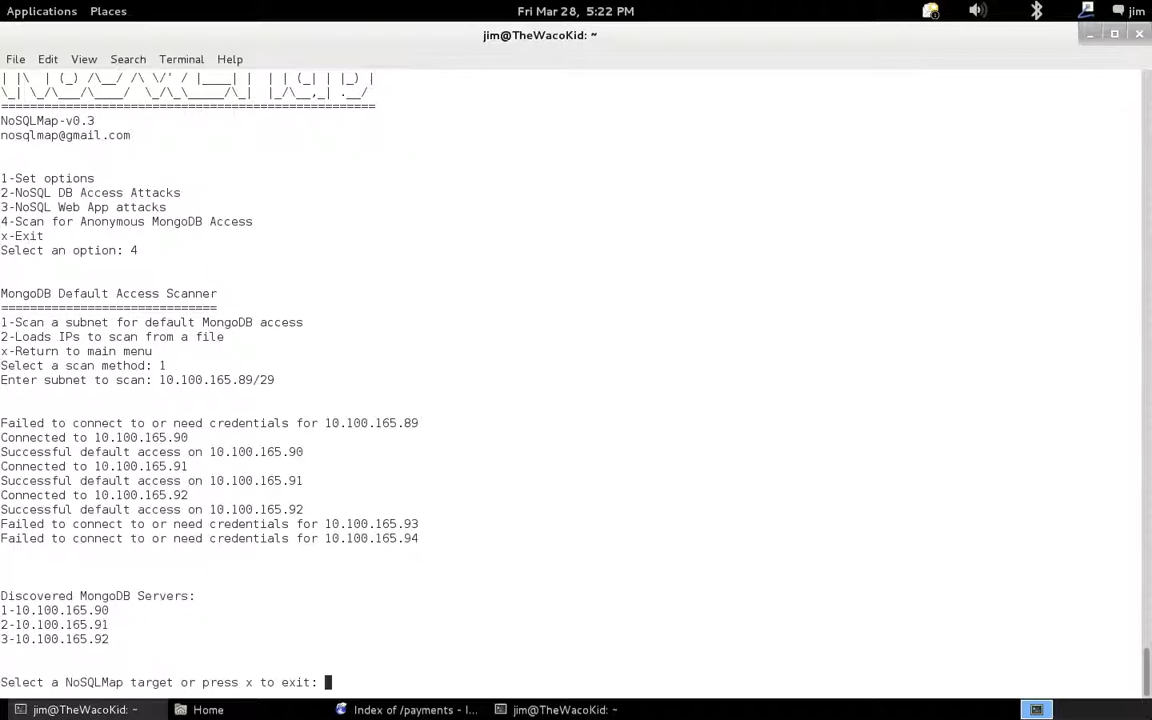 Applications Places Fri Mar 28, 5:22 PM jim
jim@TheWacoKid: ~
File Edit View Search Terminal Help
| |\ | (_) /\__/ /\ \/' / |____| | | | (_| | |_) |
\_| \_/\___/\____/  \_/\_\_____/\_|  |_/\__,_| .__/
====================================================
NoSQLMap-v0.3
nosqlmap@gmail.com
1-Set options
2-NoSQL DB Access Attacks
3-NoSQL Web App attacks
4-Scan for Anonymous MongoDB Access
x-Exit
Select an option: 4
MongoDB Default Access Scanner
==============================
1-Scan a subnet for default MongoDB access
2-Loads IPs to scan from a file
x-Return to main menu
Select a scan method: 1
Enter subnet to scan: 10.100.165.89/29
Failed to connect to or need credentials for 10.100.165.89
Connected to 10.100.165.90
Successful default access on 10.100.165.90
Connected to 10.100.165.91
Successful default access on 10.100.165.91
Connected to 10.100.165.92
Successful default access on 10.100.165.92
Failed to connect to or need credentials for 10.100.165.93
Failed to connect to or need credentials for 10.100.165.94
Discovered MongoDB Servers:
1-10.100.165.90
2-10.100.165.91
3-10.100.165.92
Select a NoSQLMap target or press x to exit:
jim@TheWacoKid: ~ Home Index of /payments - I... jim@TheWacoKid: ~